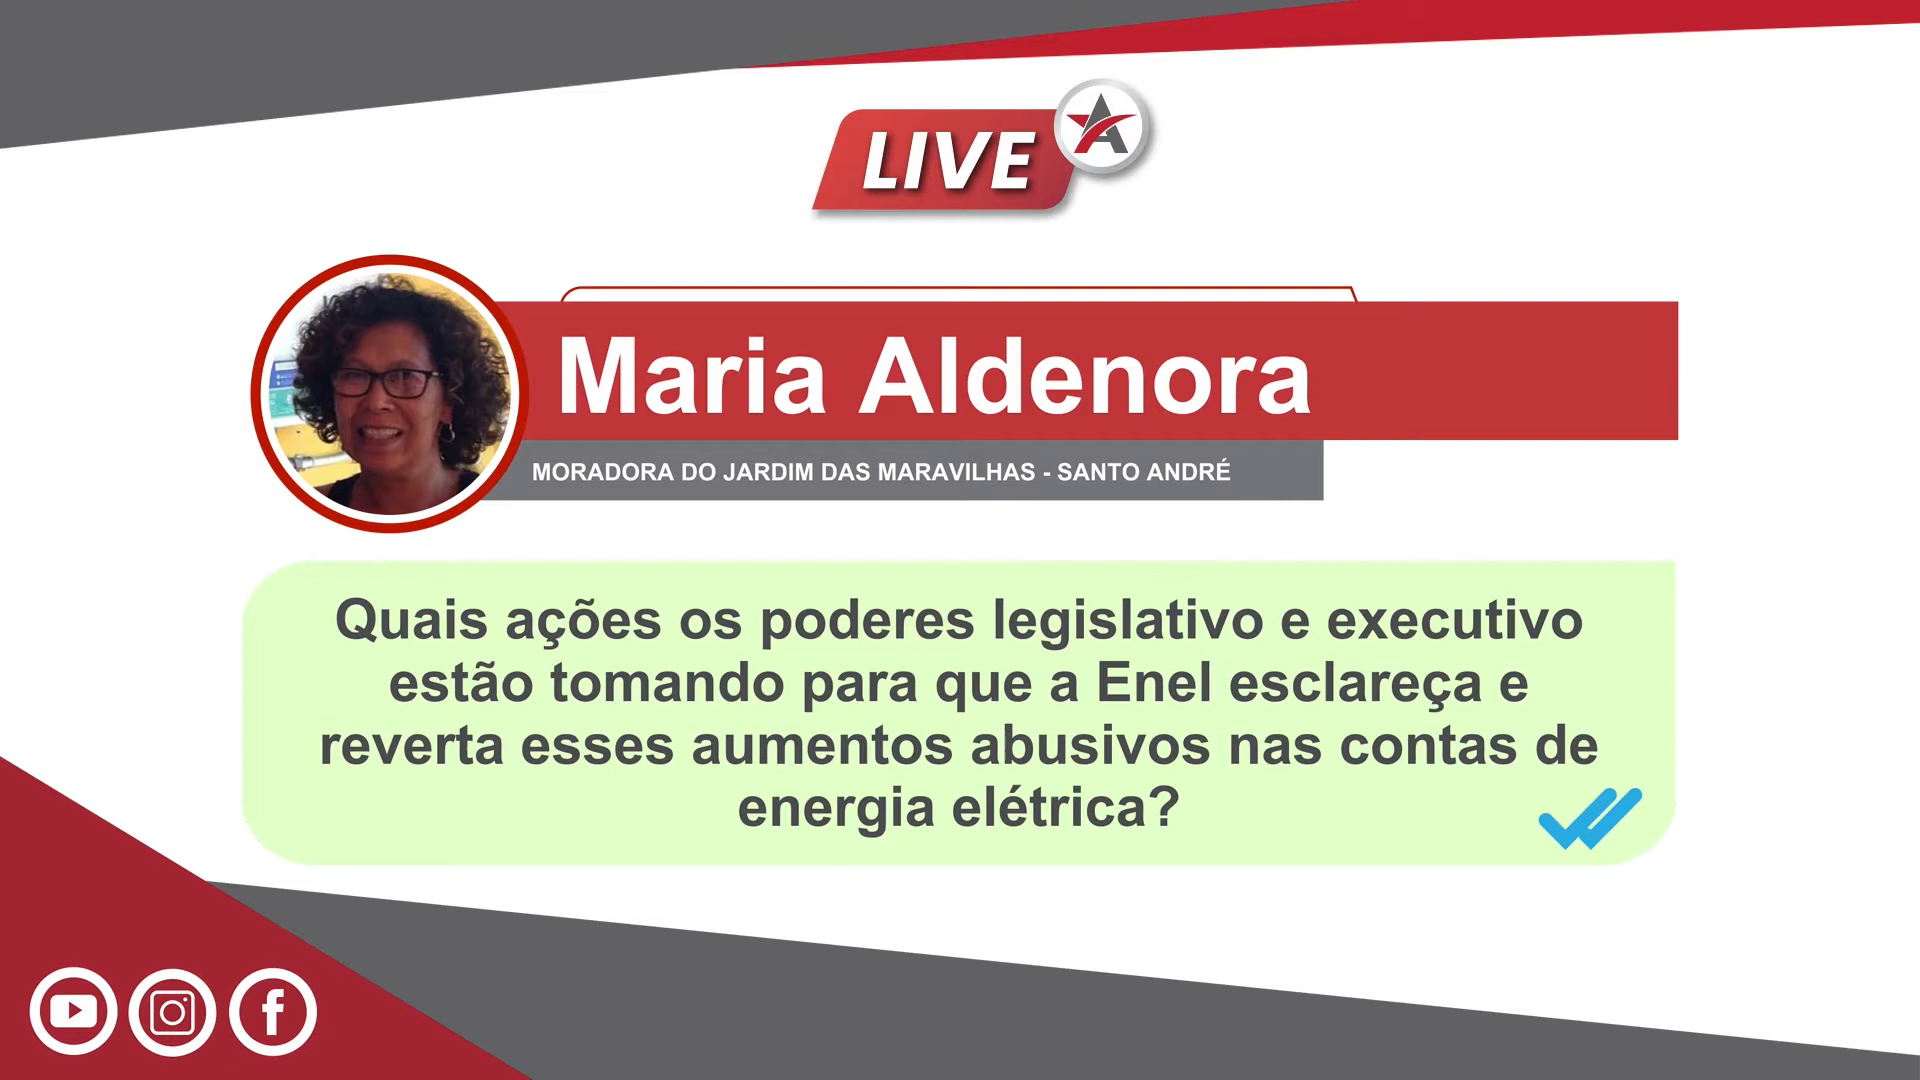 LIVE
Maria Aldenora
MORADORA DO JARDIM DAS MARAVILHAS - SANTO ANDRÉ
Quais ações os poderes legislativo e executivo
estão tomando para que a Enel esclareça e
reverta esses aumentos abusivos nas contas de
energia elétrica?